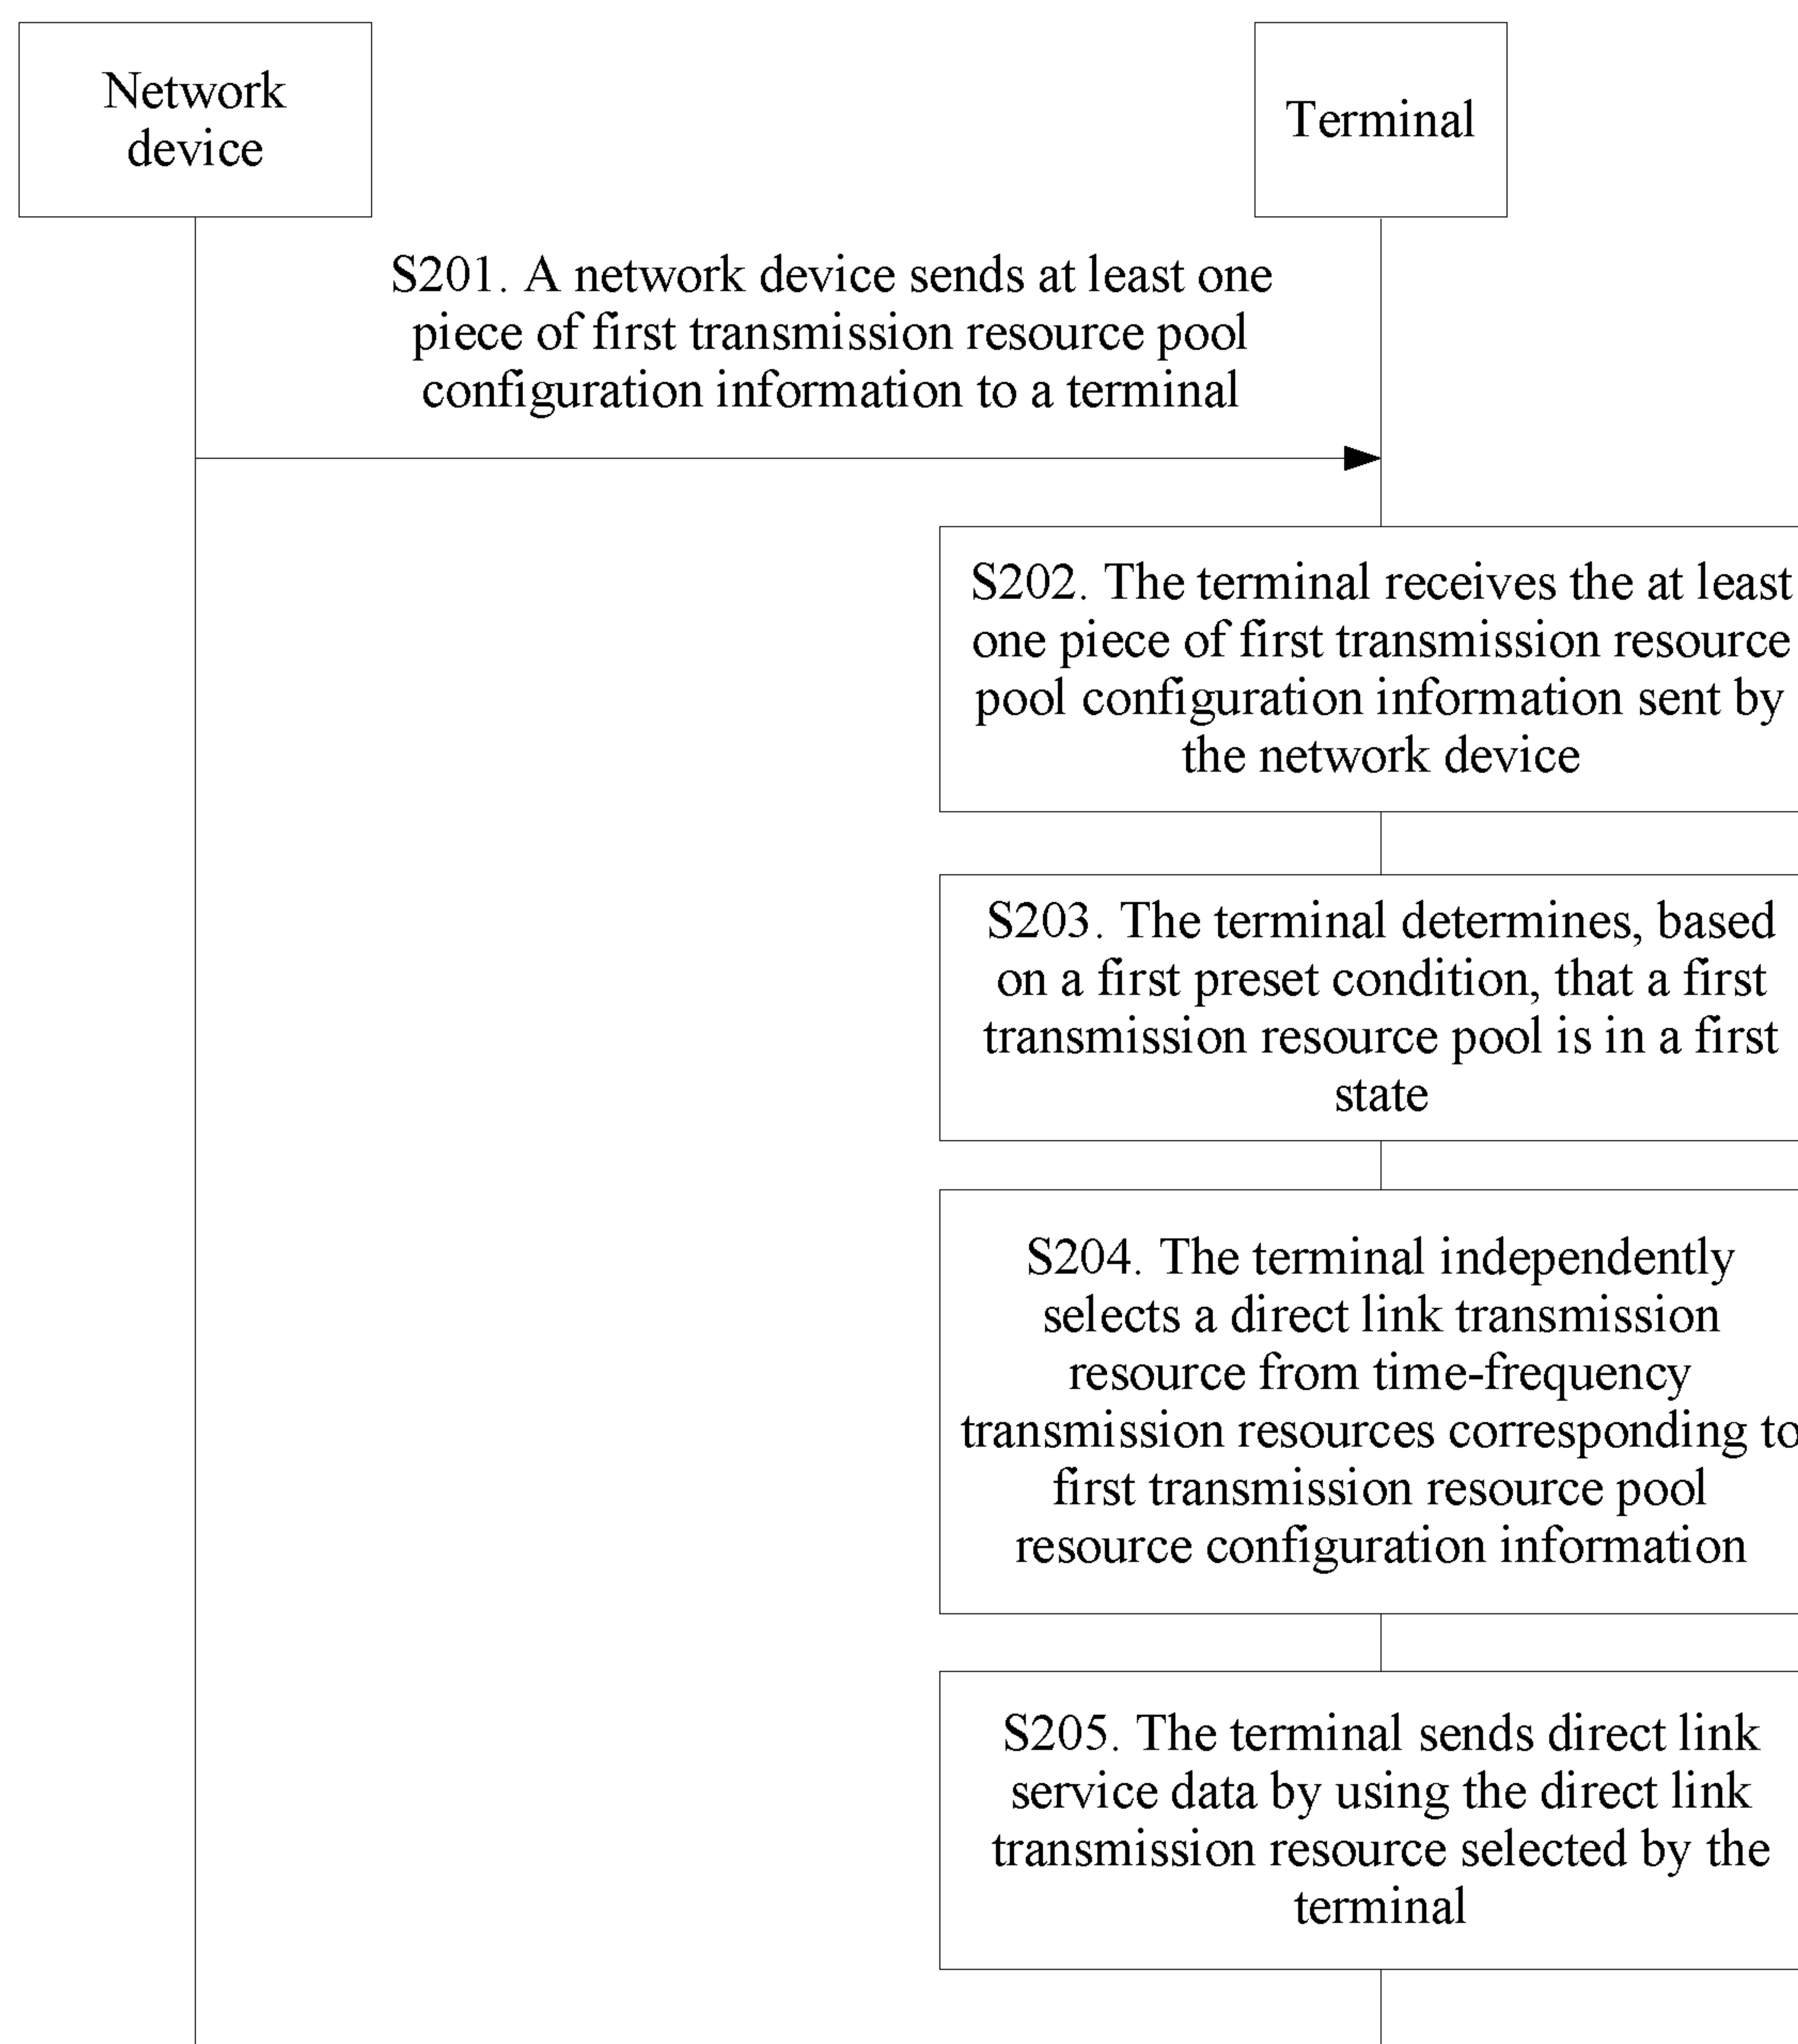 Network
device
Terminal
S201. A network device sends at least one
piece of first transmission resource pool
configuration information to a terminal
S202. The terminal receives the at least
one piece of first transmission resource
pool configuration information sent by
the network device
S203. The terminal determines, based
on a first preset condition, that a first
transmission resource pool is in a first
state
S204. The terminal independently
selects a direct link transmission
resource from time-frequency
transmission resources corresponding to
first transmission resource pool
resource configuration information
S205. The terminal sends direct link
service data by using the direct link
transmission resource selected by the
terminal